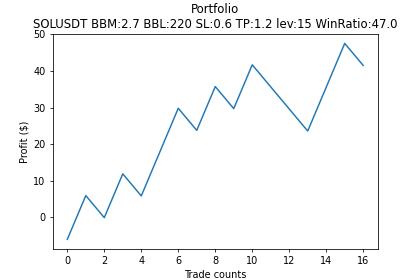 Portfolio
SOLUSDT BBM:2.7 BBL:220 SL:0.6 TP:1.2 lev:15 WinRatio:47.0
50
40
30
20
10
0
Profit ($)
0 2 4 6 8 10 12 14 16
Trade counts